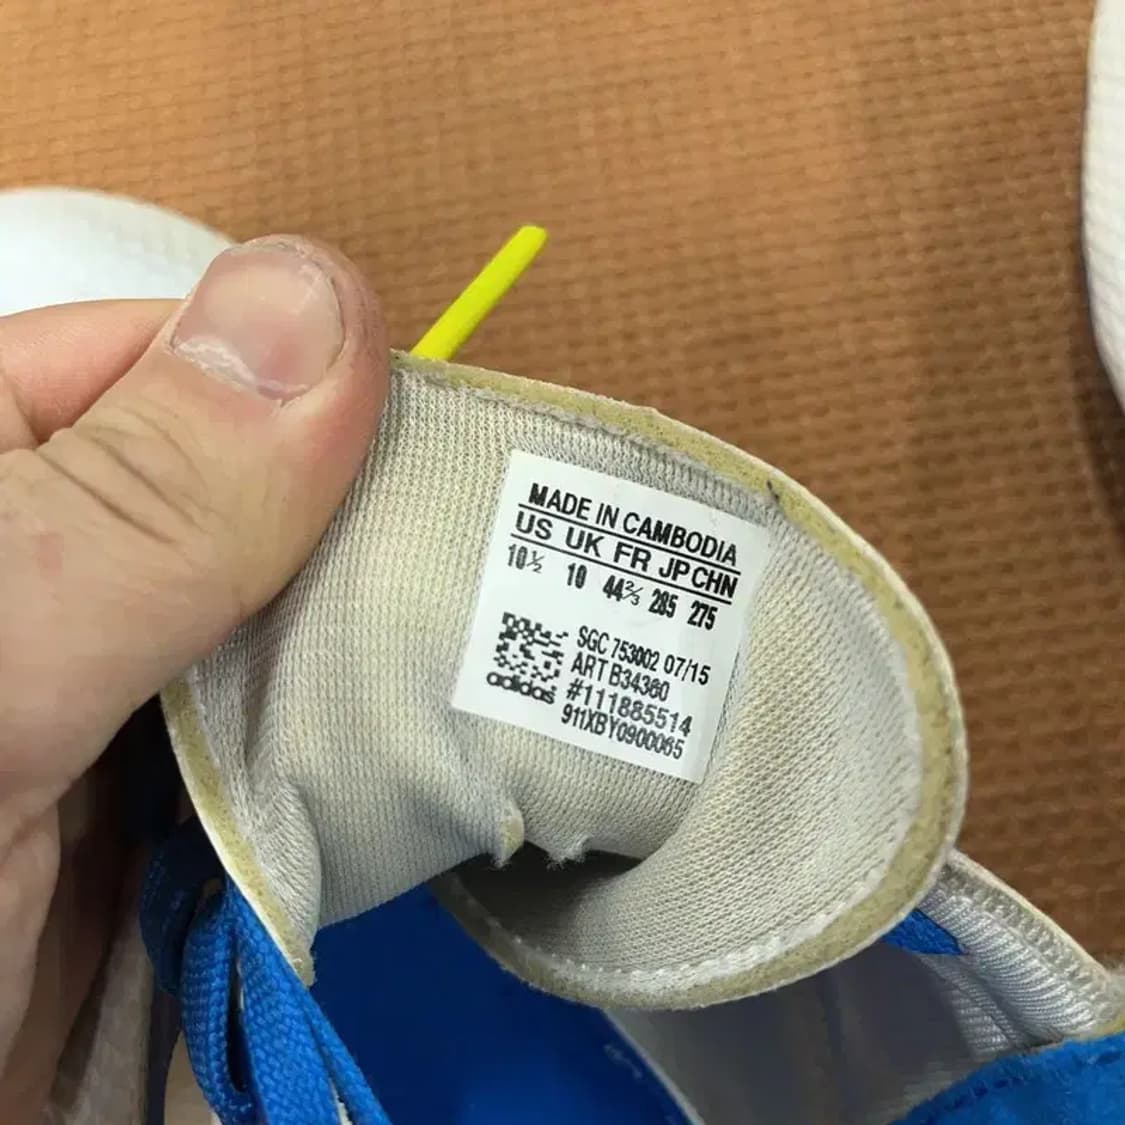 MADE IN CAMBODIA
US UK FR JP CHN
10½ 10 44⅔ 285 275
SGC 753002 07/15
ART B34360
#111885514
911XBY0900065
adidas